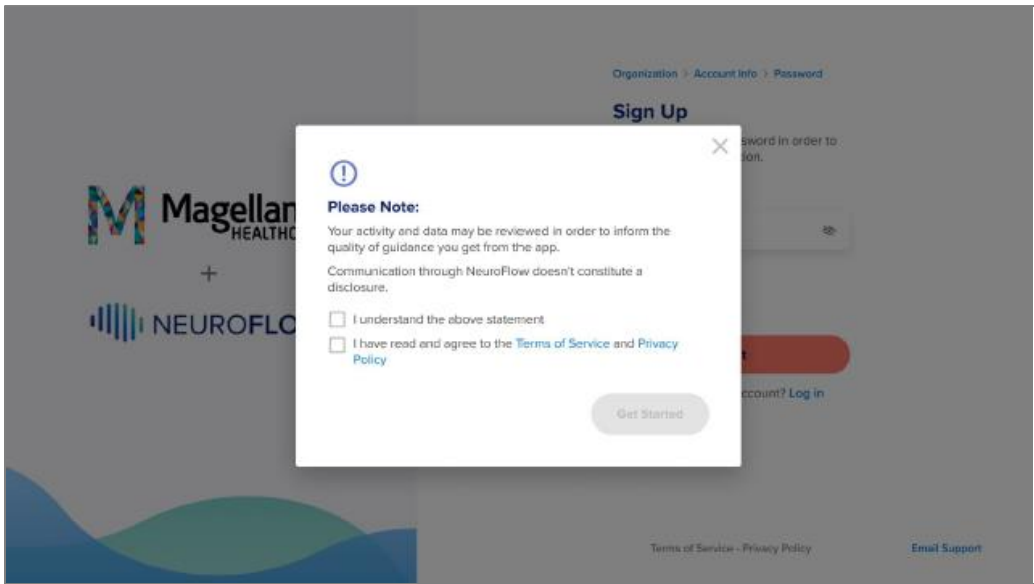 Organization > Account Info > Password
Sign Up
sword in order to
ion.
Magellan
HEALTHC
+
NEUROFLO
Please Note:
Your activity and data may be reviewed in order to inform the
quality of guidance you get from the app.
Communication through NeuroFlow doesn't constitute a
disclosure.
I understand the above statement
I have read and agree to the Terms of Service and Privacy
Policy
Get Started
t
ccount? Log in
Terms of Service - Privacy Policy
Email Support